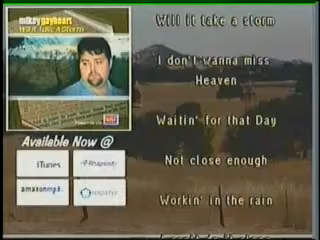 mikeygayheart
Will it Take A Storm
Available Now @
iTunes
Rhapsody
amazonmp3
NAPSTER
Will it take a storm
I don't wanna miss
Heaven
Waitin' for that Day
Not close enough
Workin' in the rain